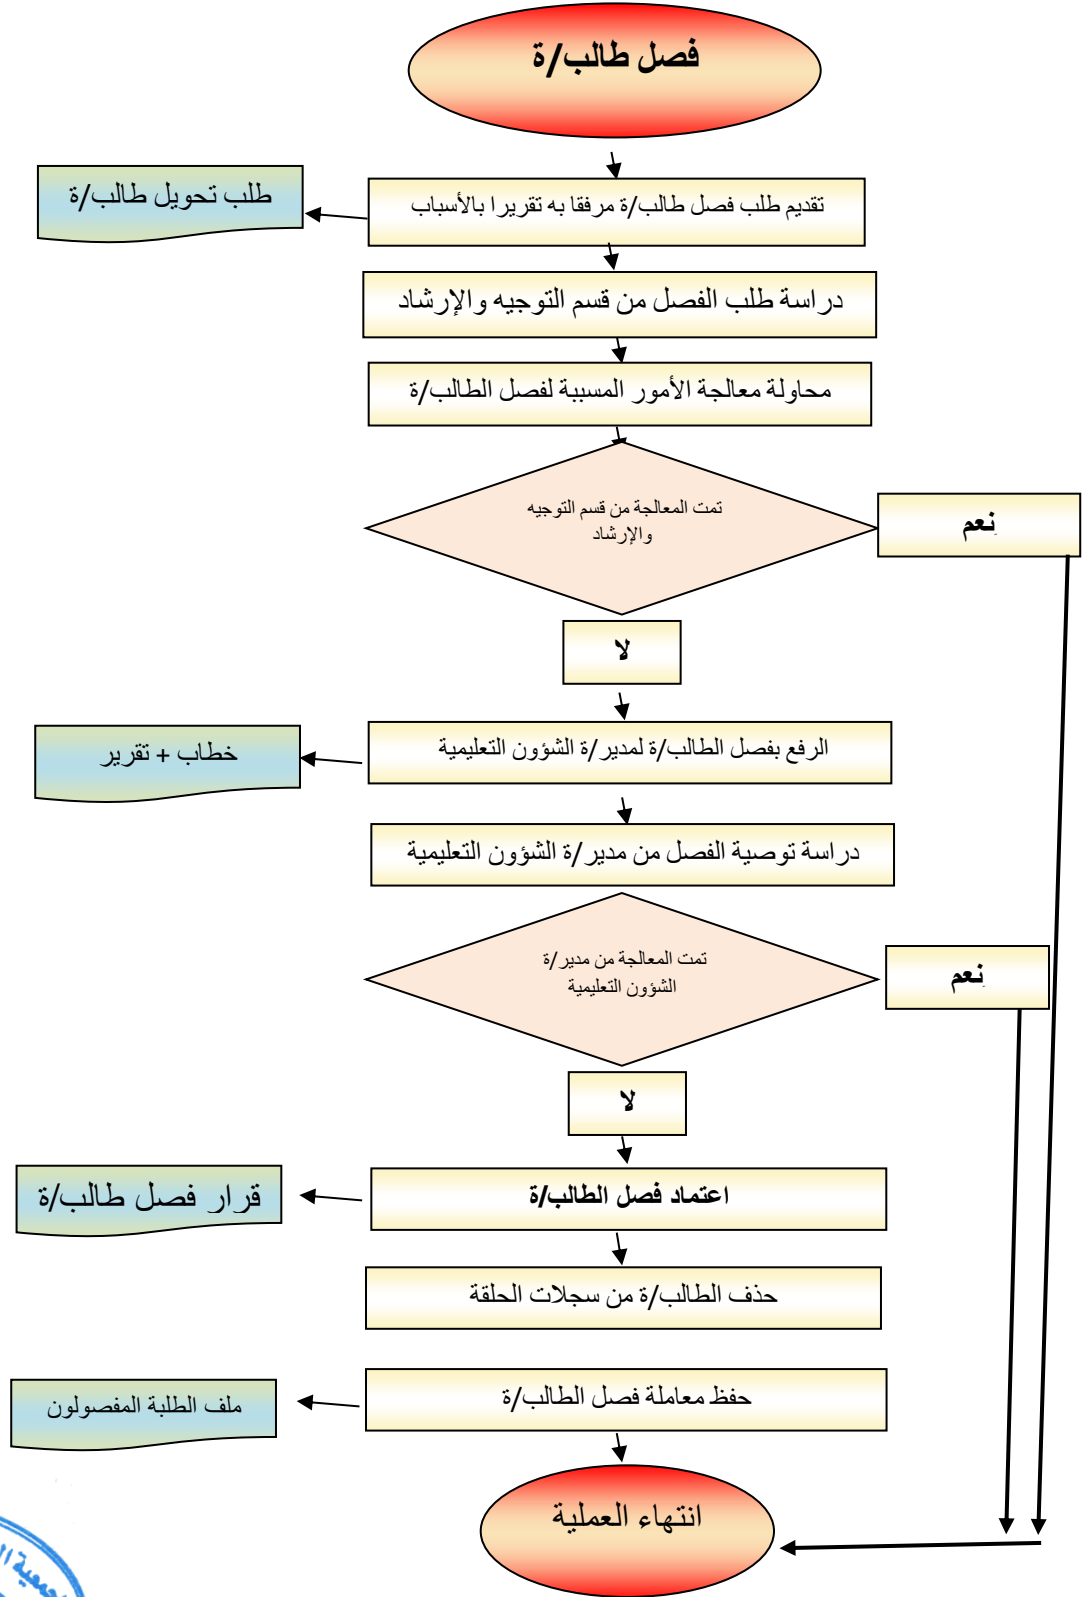 فصل طالب/ة
تقديم طلب فصل طالب/ة مرفقا به تقريرا بالأسباب
طلب تحويل طالب/ة
دراسة طلب الفصل من قسم التوجيه والإرشاد
محاولة معالجة الأمور المسببة لفصل الطالب/ة
تمت المعالجة من قسم التوجيه
والإرشاد
نعم
لا
الرفع بفصل الطالب/ة لمدير/ة الشؤون التعليمية
خطاب + تقرير
دراسة توصية الفصل من مدير/ة الشؤون التعليمية
تمت المعالجة من مدير/ة
الشؤون التعليمية
نعم
لا
اعتماد فصل الطالب/ة
قرار فصل طالب/ة
حذف الطالب/ة من سجلات الحلقة
حفظ معاملة فصل الطالب/ة
ملف الطلبة المفصولون
انتهاء العملية